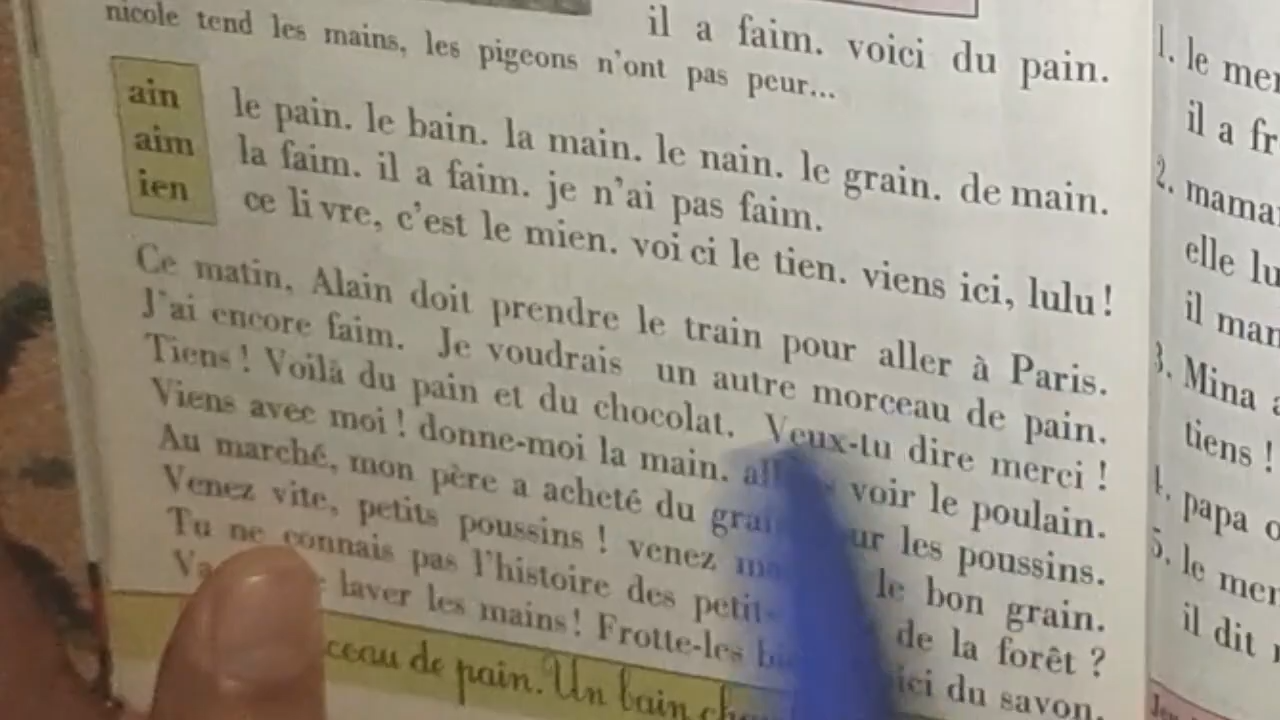 il a faim. voici du pain.
nicole tend les mains, les pigeons n'ont pas peur...
ain
aim
ien
le pain. le bain. la main. le nain. le grain. de main.
la faim. il a faim. je n'ai pas faim.
ce li vre, c'est le mien. voi ci le tien. viens ici, lulu !
Ce matin, Alain doit prendre le train pour aller à Paris.
J'ai encore faim. Je voudrais un autre morceau de pain.
Tiens ! Voilà du pain et du chocolat. Veux-tu dire merci !
Viens avec moi ! donne-moi la main. voir le poulain.
Au marché, mon père a acheté du les poussins.
Venez vite, petits poussins ! venez le bon grain.
Tu ne connais pas l'histoire des petit- de la forêt ?
laver les mains ! Frotte-les du savon.
de pain. Un bain
1. le
il a
2.
elle
il
3. Mina
tiens !
4. papa
5. le
il dit